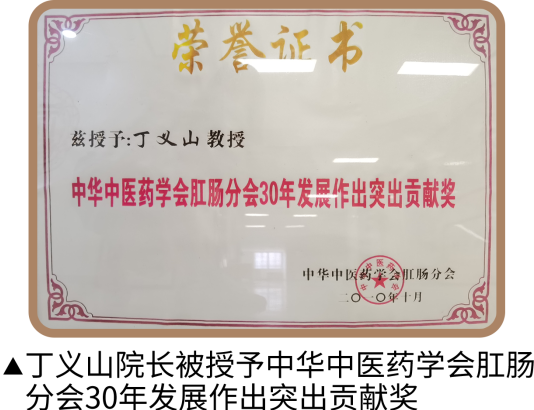 荣誉证书
兹授予:丁义山 教授
中华中医药学会肛肠分会30年发展作出突出贡献奖
中华中医药学会肛肠分会
二〇一〇年十月
▲丁义山院长被授予中华中医药学会肛肠
分会30年发展作出突出贡献奖